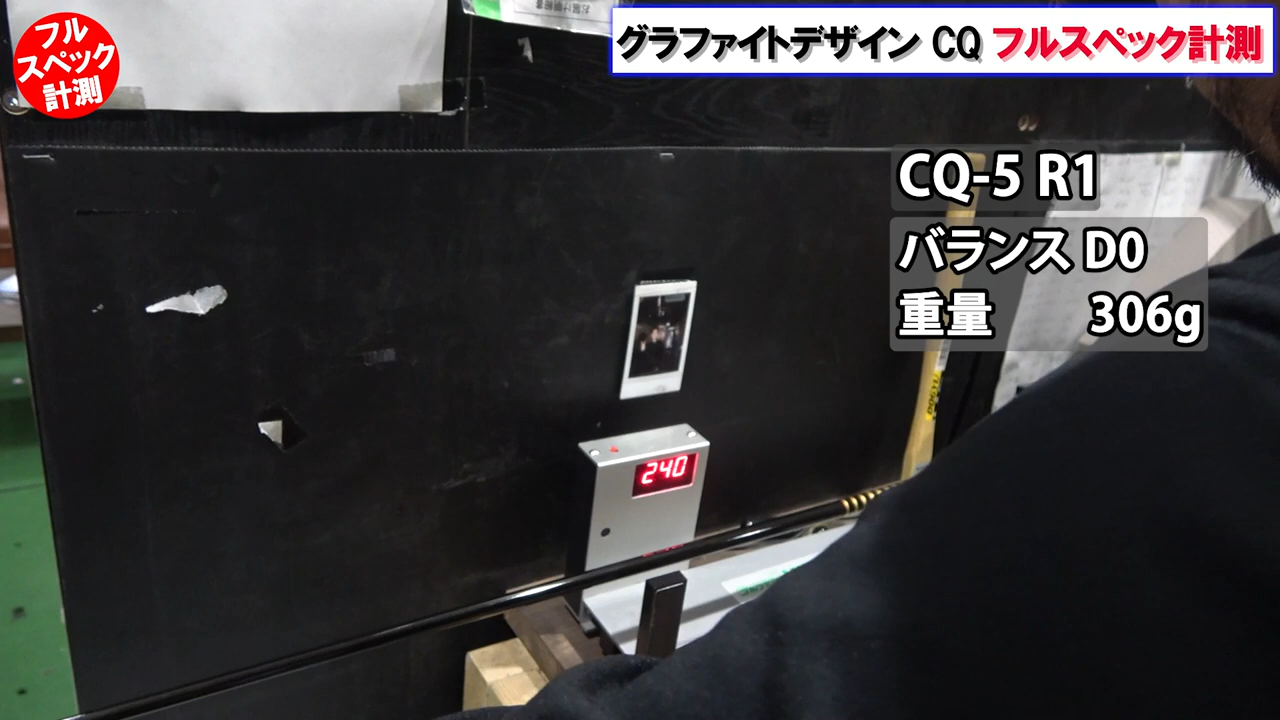 フル
スペック
計測
グラファイトデザイン CQ フルスペック計測
CQ-5 R1
バランス D0
重量 306g
240